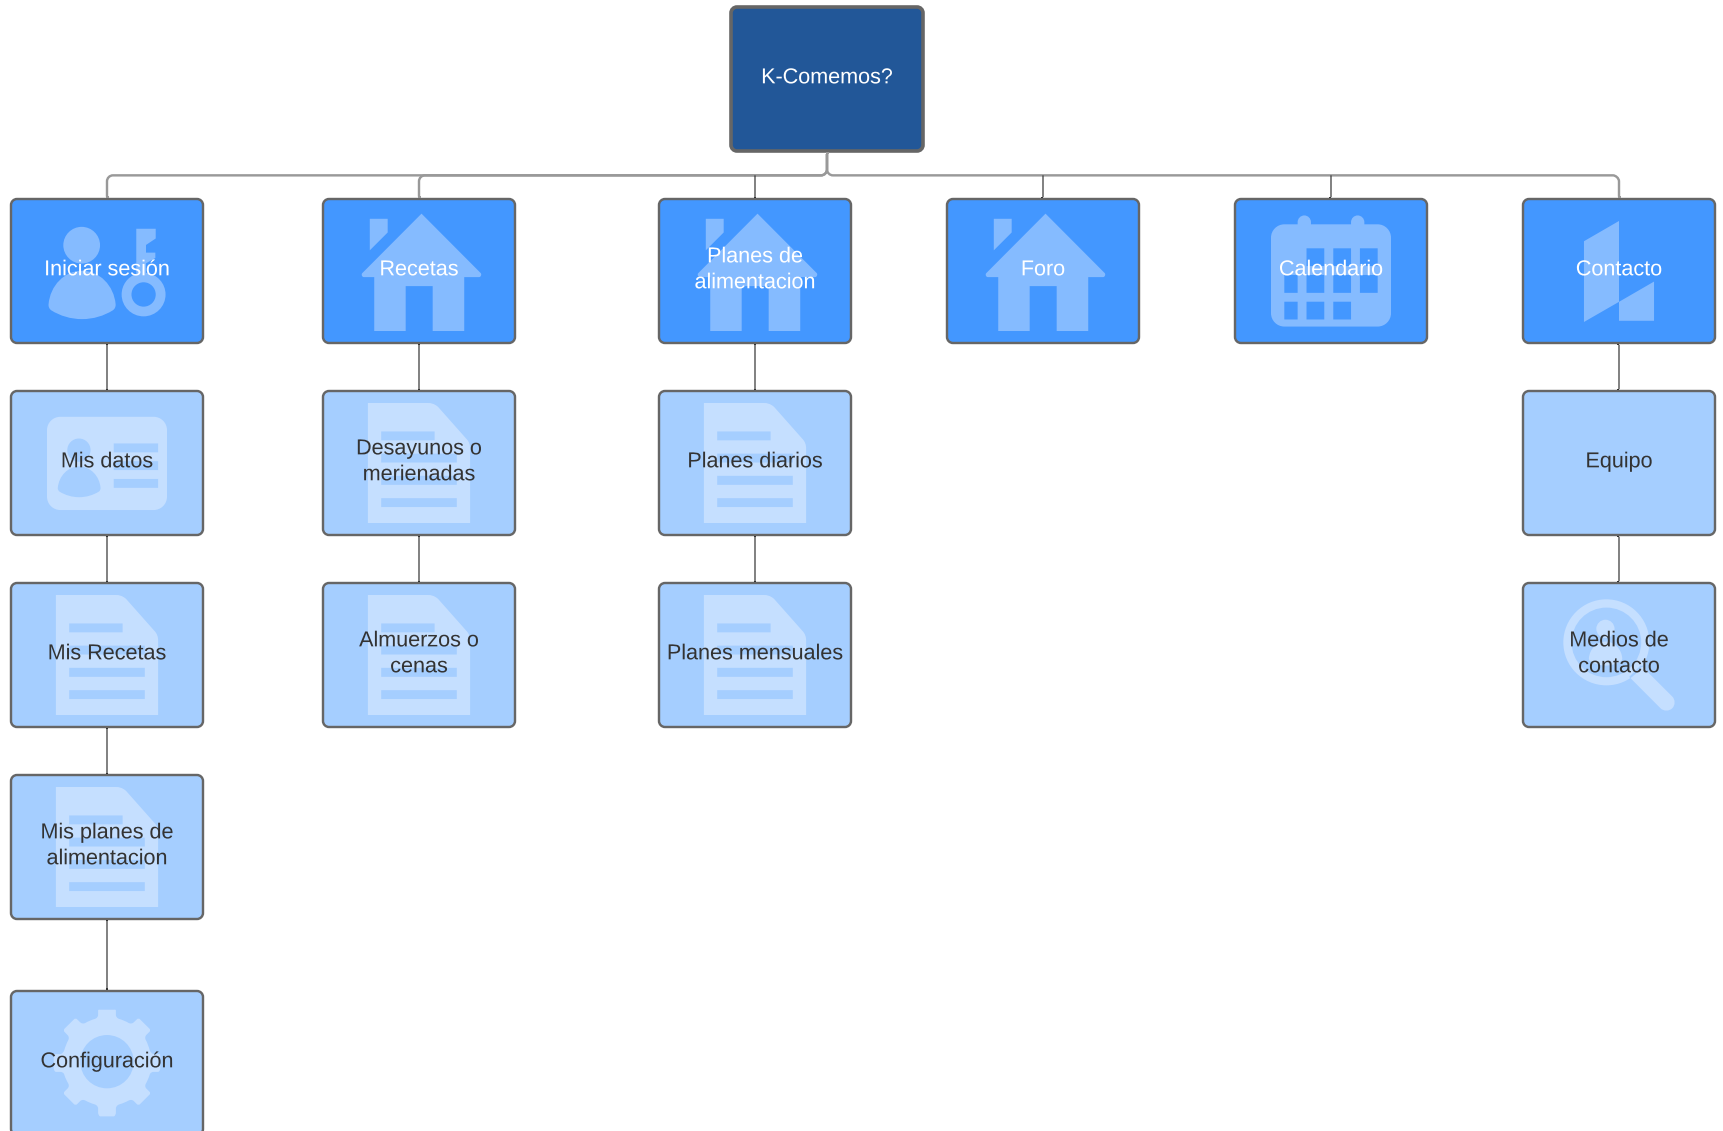 K-Comemos?
Iniciar sesión
Recetas
Planes de
alimentacion
Foro
Calendario
Contacto
Mis datos
Desayunos o
merienadas
Planes diarios
Equipo
Mis Recetas
Almuerzos o
cenas
Planes mensuales
Medios de
contacto
Mis planes de
alimentacion
Configuración